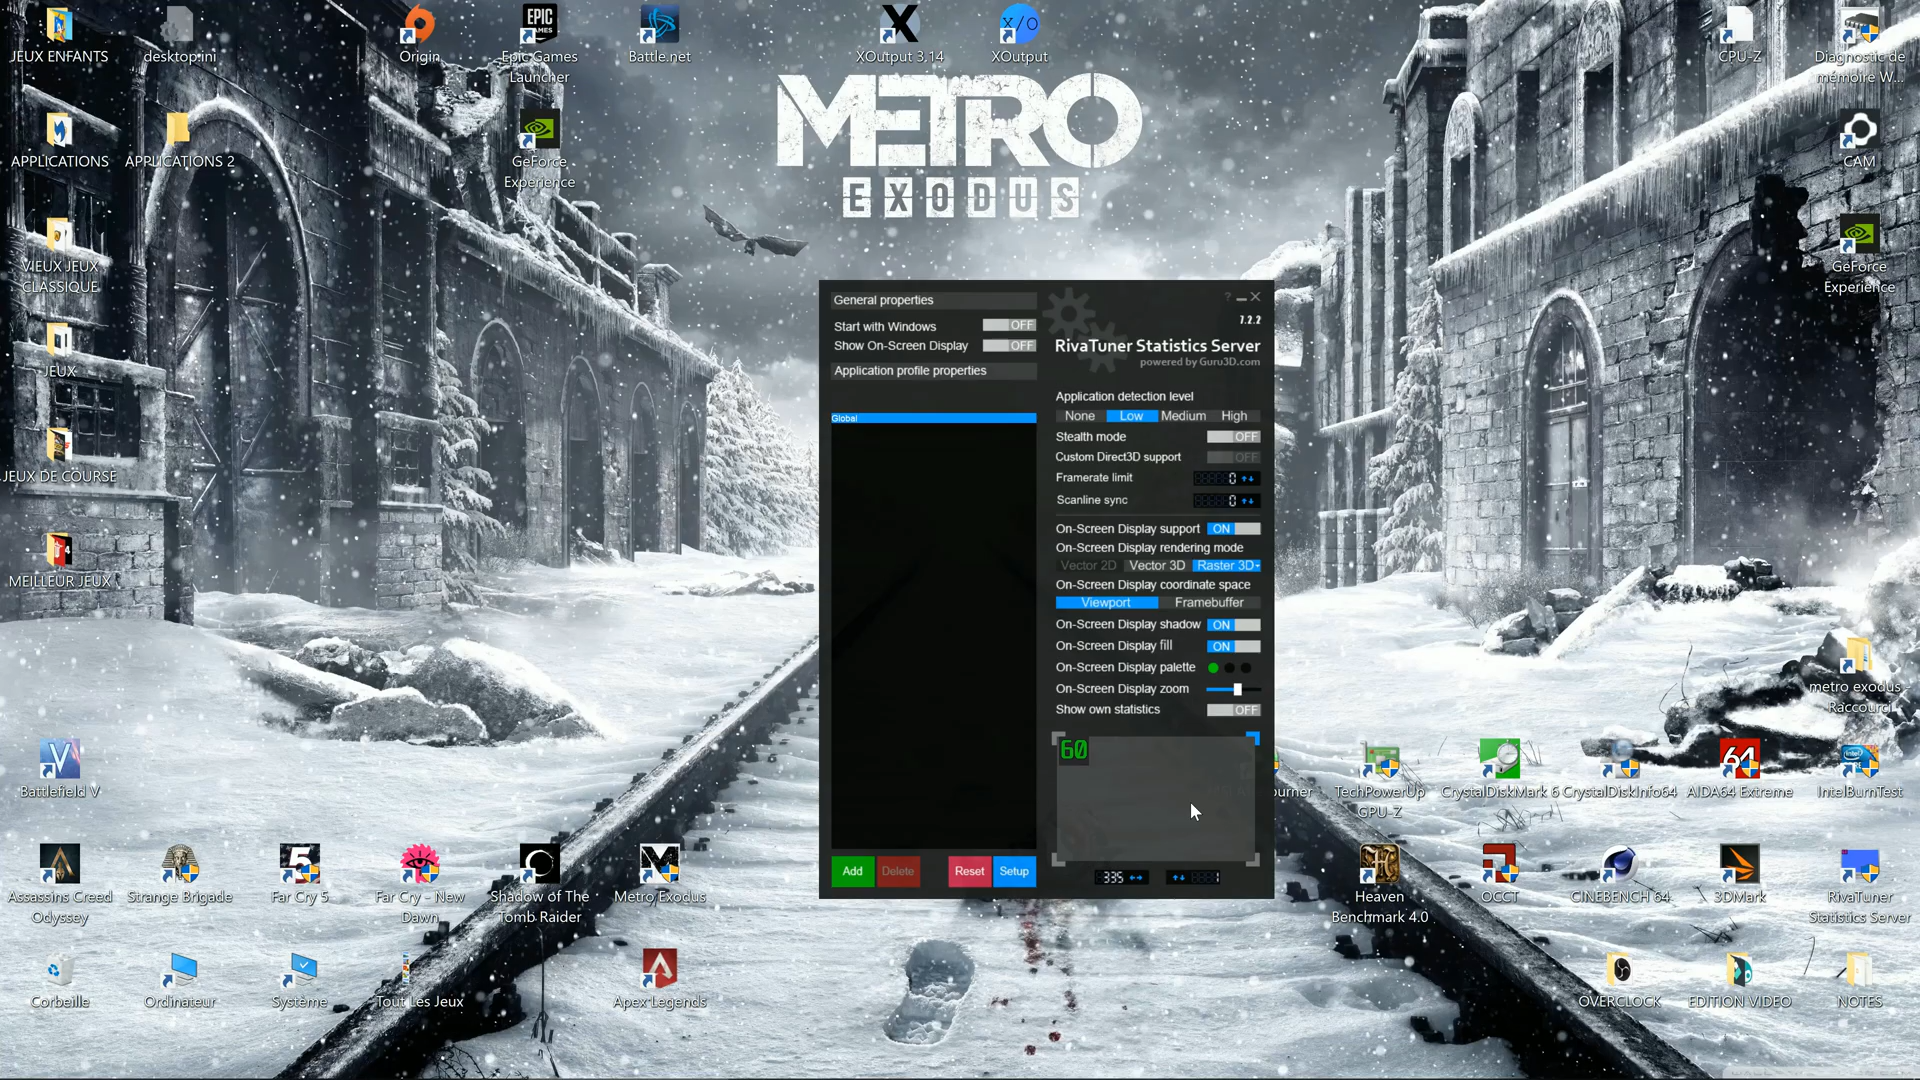 JEUX ENFANTS
desktop.ini
Origin
Epic Games
Launcher
Battle.net
XOutput 3.14
XOutput
CPU-Z
Diagnostic de
mémoire W...
METRO
EXODUS
APPLICATIONS
APPLICATIONS 2
GeForce
Experience
CAM
VIEUX JEUX
CLASSIQUE
GeForce
Experience
JEUX
JEUX DE COURSE
MEILLEUR JEUX
General properties
Start with Windows OFF
Show On-Screen Display OFF
Application profile properties
Global
Add
Delete
Reset
Setup
? 
7.2.2
RivaTuner Statistics Server
powered by Guru3D.com
Application detection level
None Low Medium High
Stealth mode OFF
Custom Direct3D support OFF
Framerate limit 0
Scanline sync 0
On-Screen Display support ON
On-Screen Display rendering mode
Vector 2D Vector 3D Raster 3D
On-Screen Display coordinate space
Viewport Framebuffer
On-Screen Display shadow ON
On-Screen Display fill ON
On-Screen Display palette
On-Screen Display zoom
Show own statistics OFF
60
335 1
metro exodus -
Raccourci
Battlefield V
urner
TechPowerUp
GPU-Z
CrystalDiskMark 6
CrystalDiskInfo64
64
AIDA64 Extreme
IntelBurnTest
Assassins Creed
Odyssey
Strange Brigade
Far Cry 5
Far Cry - New
Dawn
Shadow of The
Tomb Raider
Metro Exodus
Heaven
Benchmark 4.0
OCCT
CINEBENCH 64
3DMark
RivaTuner
Statistics Server
Corbeille
Ordinateur
Système
Tout Les Jeux
Apex Legends
OVERCLOCK
EDITION VIDEO
NOTES